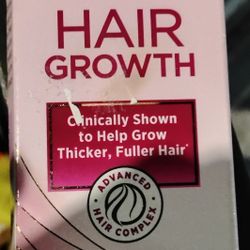 HAIR
GROWTH
Clinically Shown
to Help Grow
Thicker, Fuller Hair*
• ADVANCED •
HAIR COMPLEX